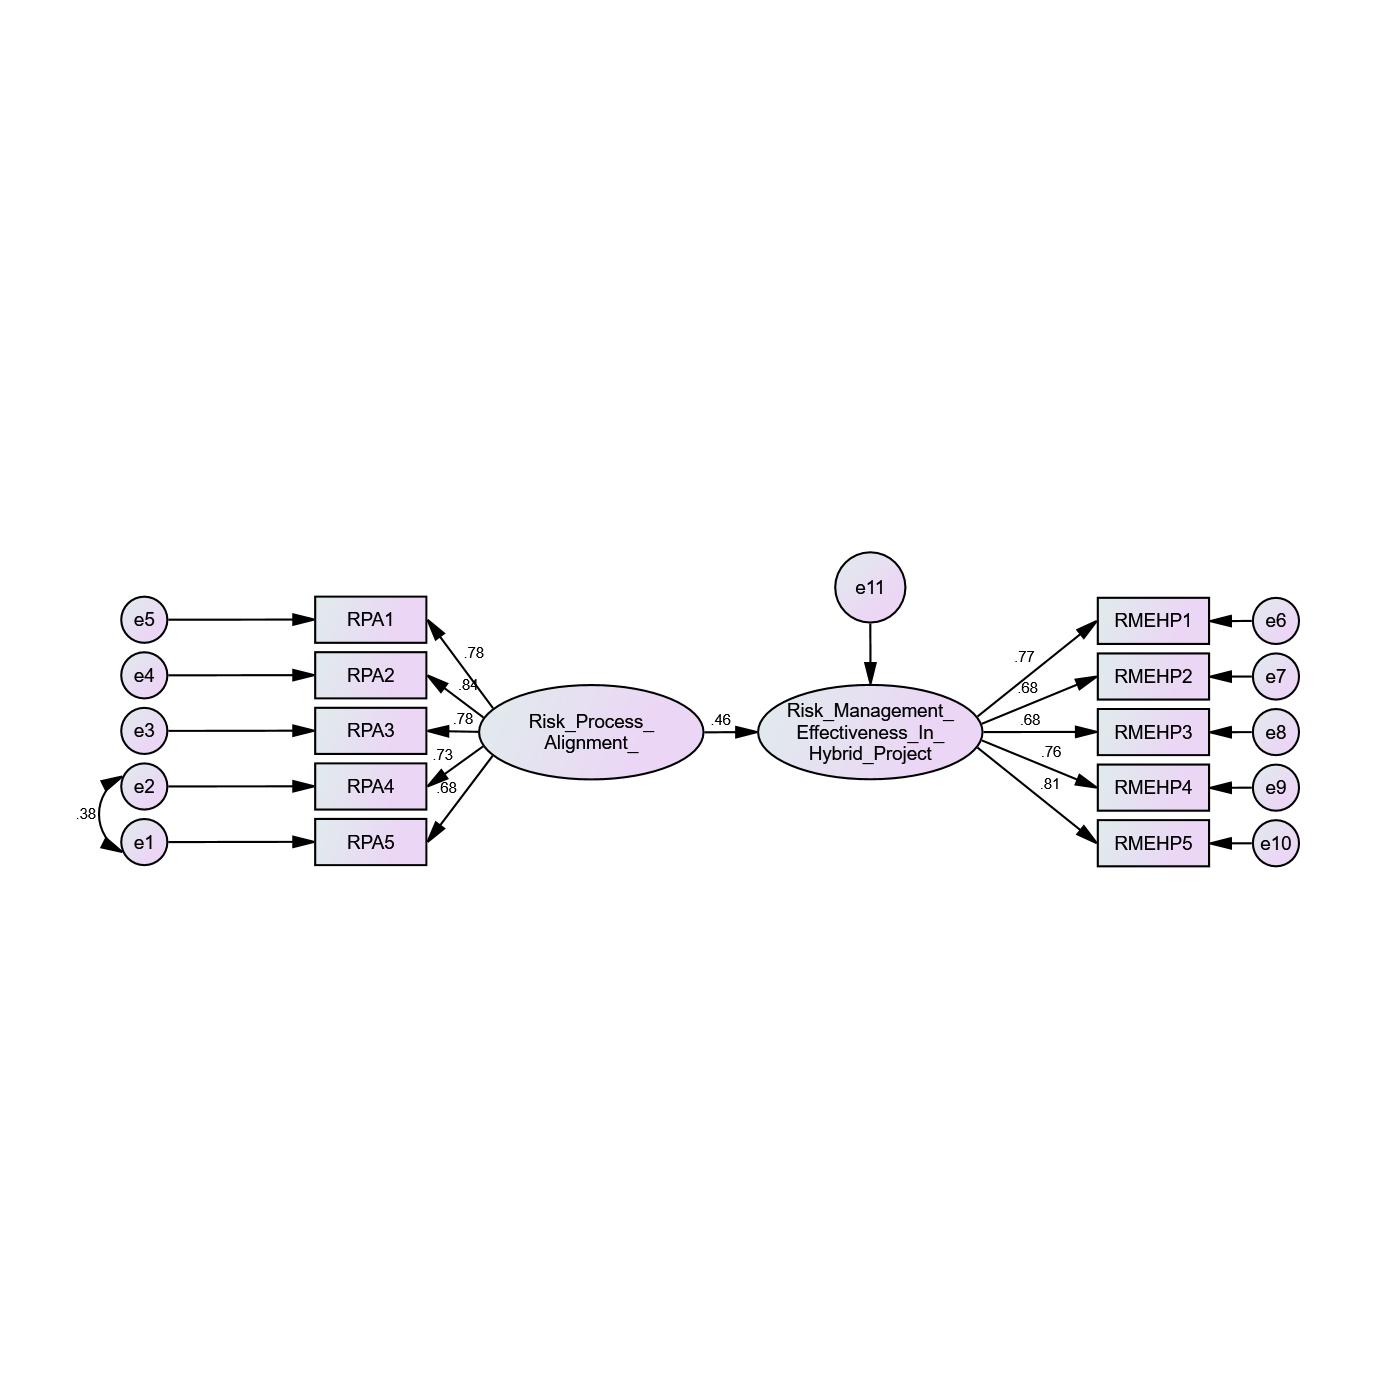 e11
e5
RPA1
RMEHP1
e6
.78
.77
e4
RPA2
.84
.68
RMEHP2
e7
e3
RPA3
.78
Risk_Process_
Alignment_
.46
Risk_Management_
Effectiveness_In_
Hybrid_Project
.68
RMEHP3
e8
.73
.76
e2
RPA4
.68
.81
RMEHP4
e9
.38
e1
RPA5
RMEHP5
e10